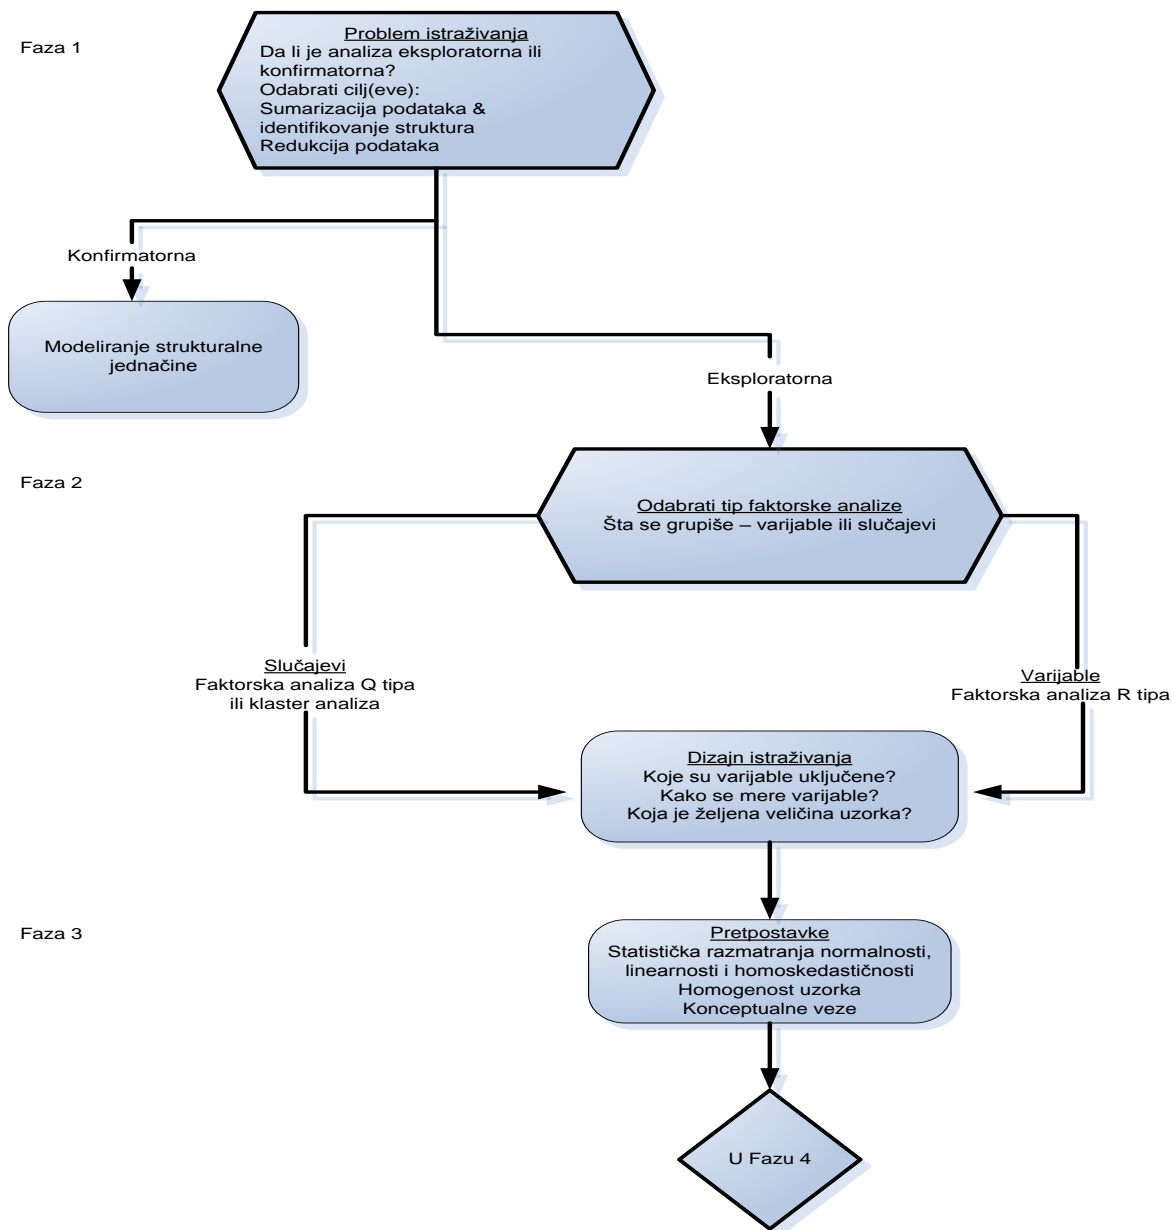 Faza 1
Problem istraživanja
Da li je analiza eksploratorna ili
konfirmatorna?
Odabrati cilj(eve):
Sumarizacija podataka &
identifikovanje struktura
Redukcija podataka
Konfirmatorna
Modeliranje strukturalne
jednačine
Eksploratorna
Faza 2
Odabrati tip faktorske analize
Šta se grupiše – varijable ili slučajevi
Slučajevi
Faktorska analiza Q tipa
ili klaster analiza
Varijable
Faktorska analiza R tipa
Dizajn istraživanja
Koje su varijable uključene?
Kako se mere varijable?
Koja je željena veličina uzorka?
Faza 3
Pretpostavke
Statistička razmatranja normalnosti,
linearnosti i homoskedastičnosti
Homogenost uzorka
Konceptualne veze
U Fazu 4